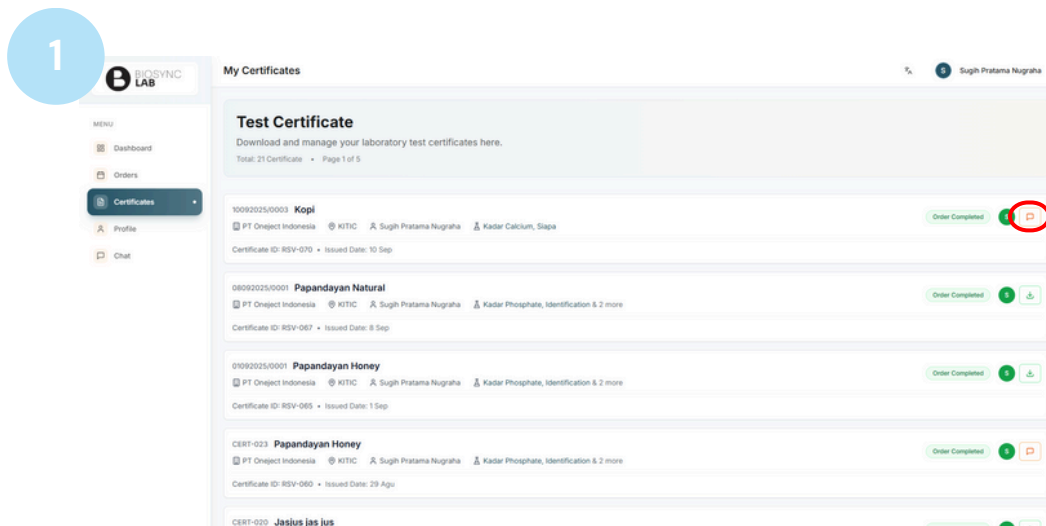 1
BIOSYNC
LAB
My Certificates
S Sugih Pratama Nugraha
MENU
Dashboard
Orders
Certificates
Profile
Chat
Test Certificate
Download and manage your laboratory test certificates here.
Total: 21 Certificate • Page 1 of 5
10092025/0003 Kopi
PT Oneject Indonesia KITIC Sugih Pratama Nugraha Kadar Calcium, Siapa
Order Completed S
Certificate ID: RSV-070 • Issued Date: 10 Sep
08092025/0001 Papandayan Natural
PT Oneject Indonesia KITIC Sugih Pratama Nugraha Kadar Phosphate, Identification & 2 more
Order Completed S
Certificate ID: RSV-067 • Issued Date: 8 Sep
01092025/0001 Papandayan Honey
PT Oneject Indonesia KITIC Sugih Pratama Nugraha Kadar Phosphate, Identification & 2 more
Order Completed S
Certificate ID: RSV-065 • Issued Date: 1 Sep
CERT-023 Papandayan Honey
PT Oneject Indonesia KITIC Sugih Pratama Nugraha Kadar Phosphate, Identification & 2 more
Order Completed S
Certificate ID: RSV-060 • Issued Date: 29 Agu
CERT-020 Jasjus jas jus